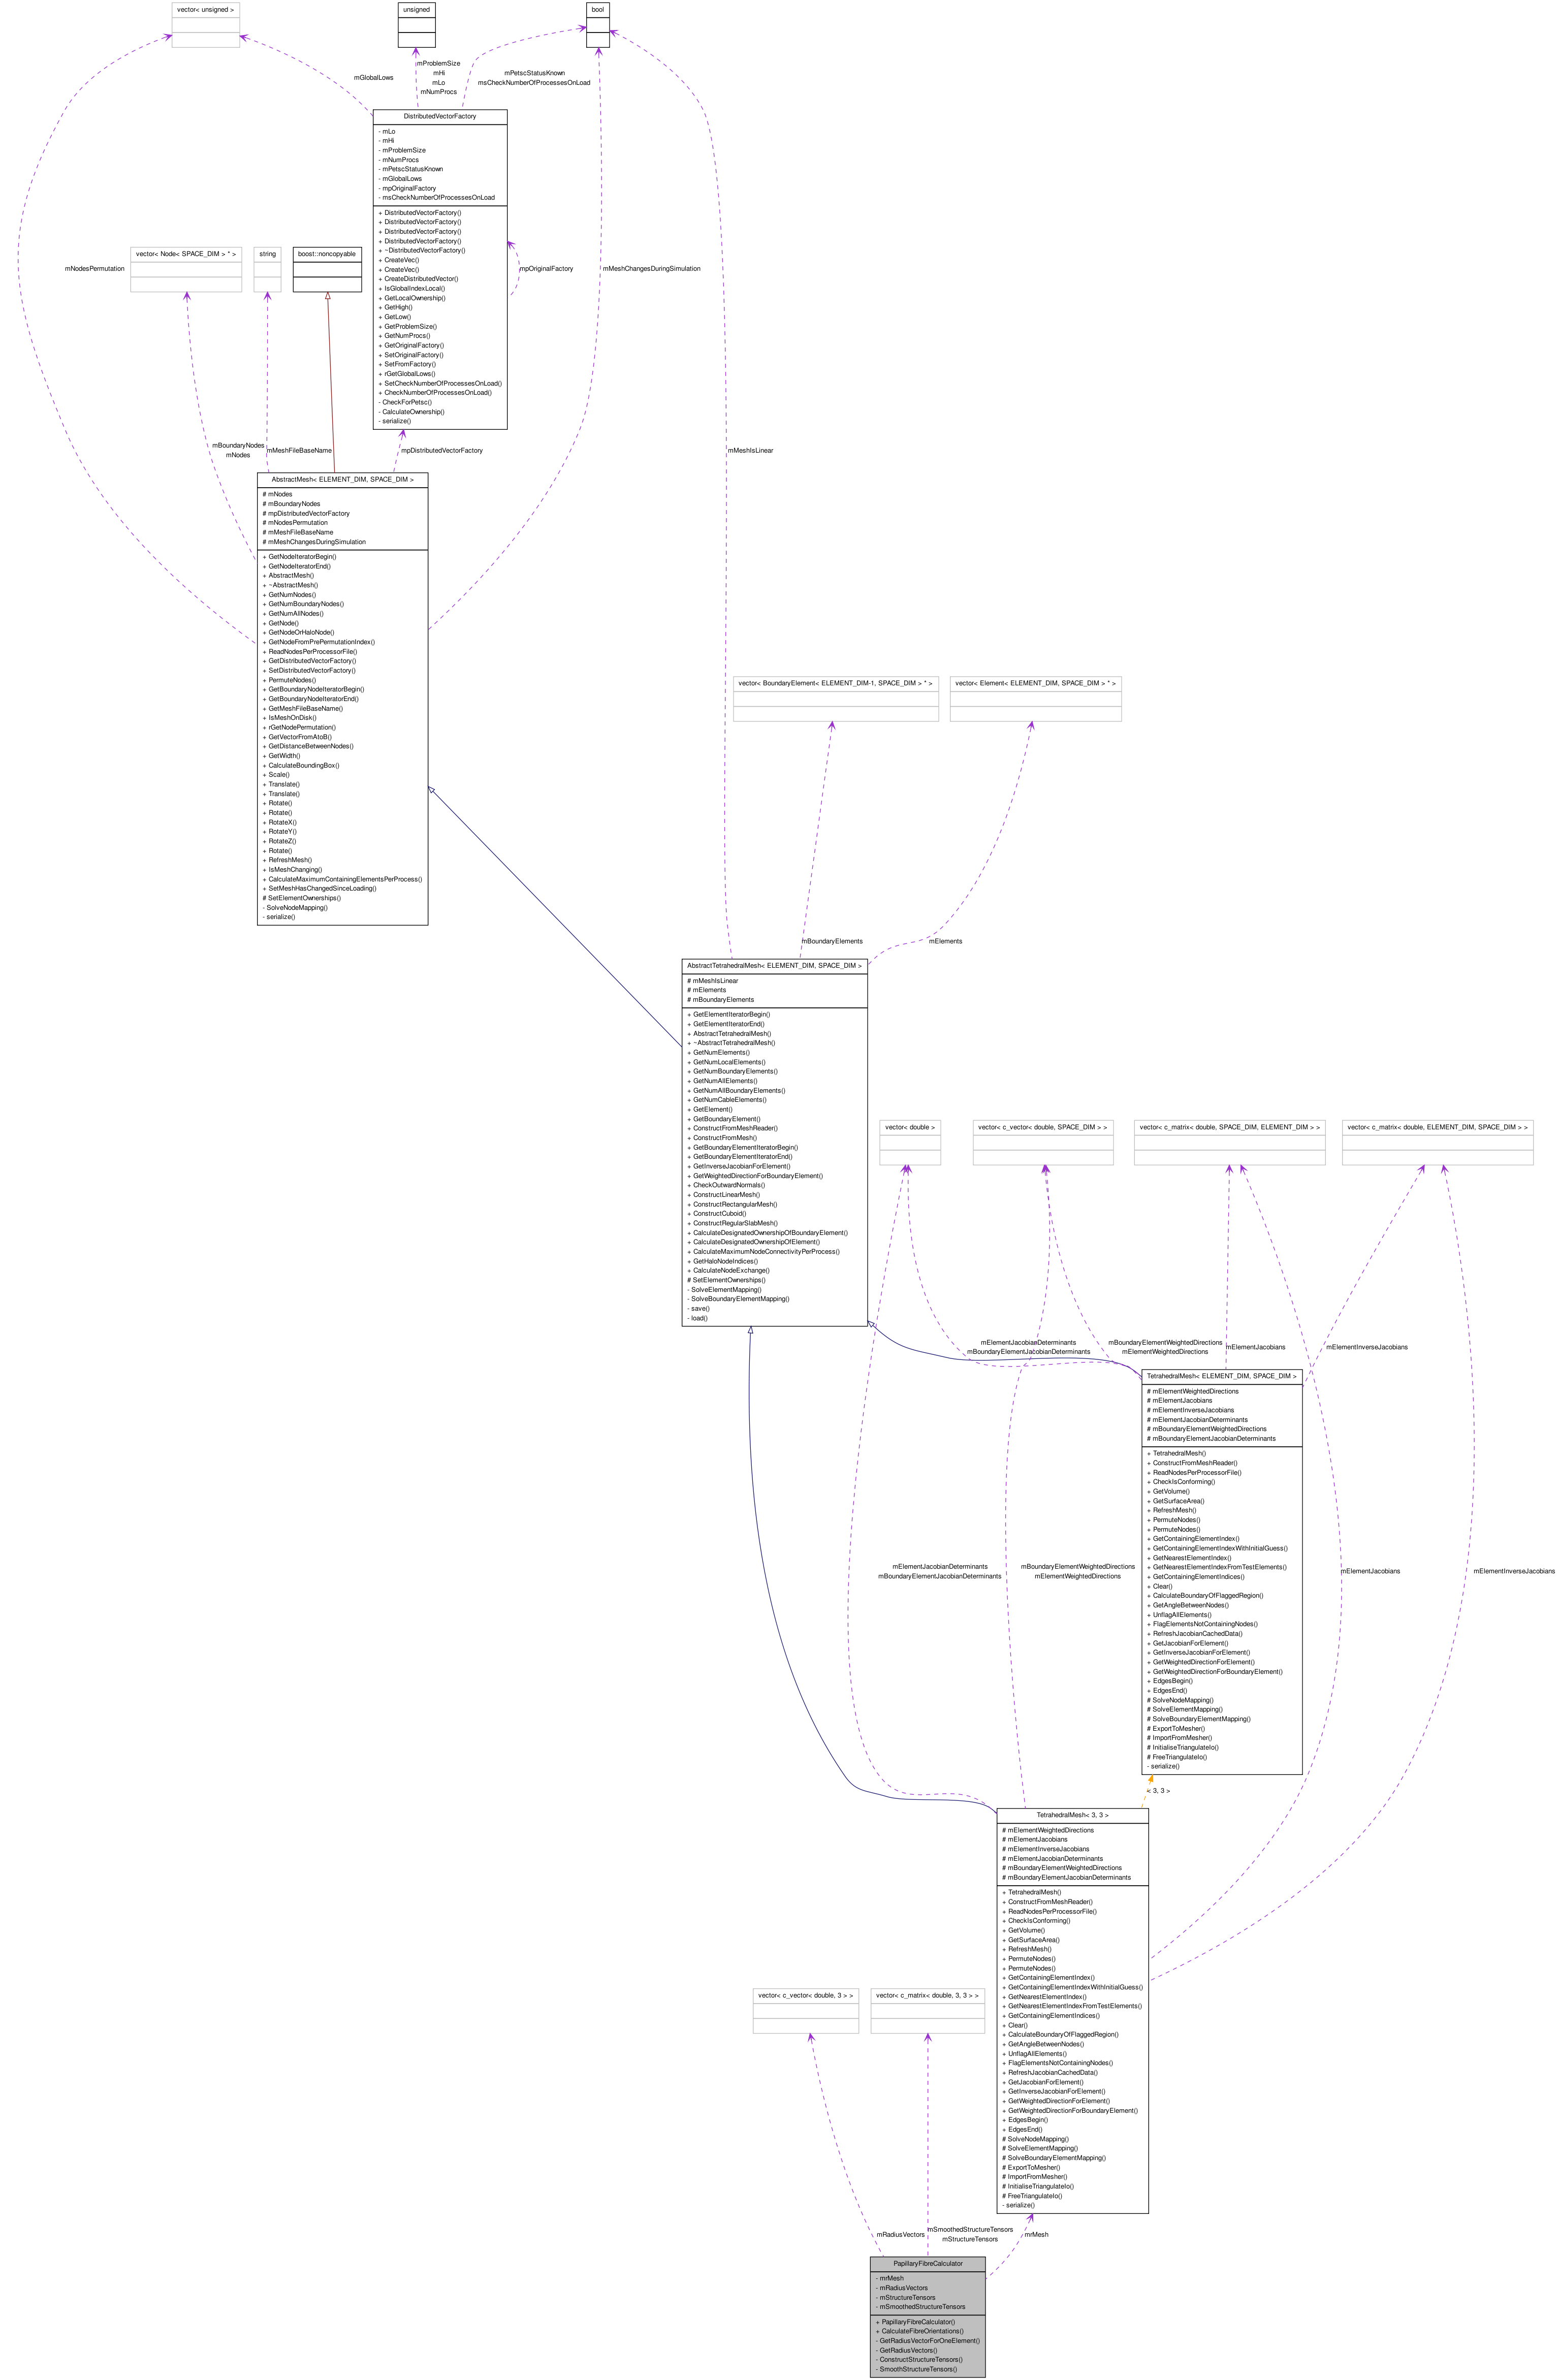 vector< unsigned >
unsigned
bool
mGlobalLows
mProblemSize
mHi
mLo
mNumProcs
mPetscStatusKnown
msCheckNumberOfProcessesOnLoad
DistributedVectorFactory
- mLo
- mHi
- mProblemSize
- mNumProcs
- mPetscStatusKnown
- mGlobalLows
- mpOriginalFactory
- msCheckNumberOfProcessesOnLoad
+ DistributedVectorFactory()
+ DistributedVectorFactory()
+ DistributedVectorFactory()
+ DistributedVectorFactory()
+ ~DistributedVectorFactory()
+ CreateVec()
+ CreateVec()
+ CreateDistributedVector()
+ IsGlobalIndexLocal()
+ GetLocalOwnership()
+ GetHigh()
+ GetLow()
+ GetProblemSize()
+ GetNumProcs()
+ GetOriginalFactory()
+ SetOriginalFactory()
+ SetFromFactory()
+ rGetGlobalLows()
+ SetCheckNumberOfProcessesOnLoad()
+ CheckNumberOfProcessesOnLoad()
- CheckForPetsc()
- CalculateOwnership()
- serialize()
mNodesPermutation
vector< Node< SPACE_DIM > * >
string
boost::noncopyable
mpOriginalFactory
mMeshChangesDuringSimulation
mBoundaryNodes
mNodes
mMeshFileBaseName
mpDistributedVectorFactory
mMeshIsLinear
AbstractMesh< ELEMENT_DIM, SPACE_DIM >
# mNodes
# mBoundaryNodes
# mpDistributedVectorFactory
# mNodesPermutation
# mMeshFileBaseName
# mMeshChangesDuringSimulation
+ GetNodeIteratorBegin()
+ GetNodeIteratorEnd()
+ AbstractMesh()
+ ~AbstractMesh()
+ GetNumNodes()
+ GetNumBoundaryNodes()
+ GetNumAllNodes()
+ GetNode()
+ GetNodeOrHaloNode()
+ GetNodeFromPrePermutationIndex()
+ ReadNodesPerProcessorFile()
+ GetDistributedVectorFactory()
+ SetDistributedVectorFactory()
+ PermuteNodes()
+ GetBoundaryNodeIteratorBegin()
+ GetBoundaryNodeIteratorEnd()
+ GetMeshFileBaseName()
+ IsMeshOnDisk()
+ rGetNodePermutation()
+ GetVectorFromAtoB()
+ GetDistanceBetweenNodes()
+ GetWidth()
+ CalculateBoundingBox()
+ Scale()
+ Translate()
+ Translate()
+ Rotate()
+ Rotate()
+ RotateX()
+ RotateY()
+ RotateZ()
+ Rotate()
+ RefreshMesh()
+ IsMeshChanging()
+ CalculateMaximumContainingElementsPerProcess()
+ SetMeshHasChangedSinceLoading()
# SetElementOwnerships()
- SolveNodeMapping()
- serialize()
vector< BoundaryElement< ELEMENT_DIM-1, SPACE_DIM > * >
vector< Element< ELEMENT_DIM, SPACE_DIM > * >
mBoundaryElements
mElements
AbstractTetrahedralMesh< ELEMENT_DIM, SPACE_DIM >
# mMeshIsLinear
# mElements
# mBoundaryElements
+ GetElementIteratorBegin()
+ GetElementIteratorEnd()
+ AbstractTetrahedralMesh()
+ ~AbstractTetrahedralMesh()
+ GetNumElements()
+ GetNumLocalElements()
+ GetNumBoundaryElements()
+ GetNumAllElements()
+ GetNumAllBoundaryElements()
+ GetNumCableElements()
+ GetElement()
+ GetBoundaryElement()
+ ConstructFromMeshReader()
+ ConstructFromMesh()
+ GetBoundaryElementIteratorBegin()
+ GetBoundaryElementIteratorEnd()
+ GetInverseJacobianForElement()
+ GetWeightedDirectionForBoundaryElement()
+ CheckOutwardNormals()
+ ConstructLinearMesh()
+ ConstructRectangularMesh()
+ ConstructCuboid()
+ ConstructRegularSlabMesh()
+ CalculateDesignatedOwnershipOfBoundaryElement()
+ CalculateDesignatedOwnershipOfElement()
+ CalculateMaximumNodeConnectivityPerProcess()
+ GetHaloNodeIndices()
+ CalculateNodeExchange()
# SetElementOwnerships()
- SolveElementMapping()
- SolveBoundaryElementMapping()
- save()
- load()
vector< double >
vector< c_vector< double, SPACE_DIM > >
vector< c_matrix< double, SPACE_DIM, ELEMENT_DIM > >
vector< c_matrix< double, ELEMENT_DIM, SPACE_DIM > >
mElementJacobianDeterminants
mBoundaryElementJacobianDeterminants
mBoundaryElementWeightedDirections
mElementWeightedDirections
mElementJacobians
mElementInverseJacobians
TetrahedralMesh< ELEMENT_DIM, SPACE_DIM >
# mElementWeightedDirections
# mElementJacobians
# mElementInverseJacobians
# mElementJacobianDeterminants
# mBoundaryElementWeightedDirections
# mBoundaryElementJacobianDeterminants
+ TetrahedralMesh()
+ ConstructFromMeshReader()
+ ReadNodesPerProcessorFile()
+ CheckIsConforming()
+ GetVolume()
+ GetSurfaceArea()
+ RefreshMesh()
+ PermuteNodes()
+ PermuteNodes()
+ GetContainingElementIndex()
+ GetContainingElementIndexWithInitialGuess()
+ GetNearestElementIndex()
+ GetNearestElementIndexFromTestElements()
+ GetContainingElementIndices()
+ Clear()
+ CalculateBoundaryOfFlaggedRegion()
+ GetAngleBetweenNodes()
+ UnflagAllElements()
+ FlagElementsNotContainingNodes()
+ RefreshJacobianCachedData()
+ GetJacobianForElement()
+ GetInverseJacobianForElement()
+ GetWeightedDirectionForElement()
+ GetWeightedDirectionForBoundaryElement()
+ EdgesBegin()
+ EdgesEnd()
# SolveNodeMapping()
# SolveElementMapping()
# SolveBoundaryElementMapping()
# ExportToMesher()
# ImportFromMesher()
# InitialiseTriangulateIo()
# FreeTriangulateIo()
- serialize()
mElementJacobianDeterminants
mBoundaryElementJacobianDeterminants
mBoundaryElementWeightedDirections
mElementWeightedDirections
mElementJacobians
mElementInverseJacobians
< 3, 3 >
TetrahedralMesh< 3, 3 >
# mElementWeightedDirections
# mElementJacobians
# mElementInverseJacobians
# mElementJacobianDeterminants
# mBoundaryElementWeightedDirections
# mBoundaryElementJacobianDeterminants
+ TetrahedralMesh()
+ ConstructFromMeshReader()
+ ReadNodesPerProcessorFile()
+ CheckIsConforming()
+ GetVolume()
+ GetSurfaceArea()
+ RefreshMesh()
+ PermuteNodes()
+ PermuteNodes()
+ GetContainingElementIndex()
+ GetContainingElementIndexWithInitialGuess()
+ GetNearestElementIndex()
+ GetNearestElementIndexFromTestElements()
+ GetContainingElementIndices()
+ Clear()
+ CalculateBoundaryOfFlaggedRegion()
+ GetAngleBetweenNodes()
+ UnflagAllElements()
+ FlagElementsNotContainingNodes()
+ RefreshJacobianCachedData()
+ GetJacobianForElement()
+ GetInverseJacobianForElement()
+ GetWeightedDirectionForElement()
+ GetWeightedDirectionForBoundaryElement()
+ EdgesBegin()
+ EdgesEnd()
# SolveNodeMapping()
# SolveElementMapping()
# SolveBoundaryElementMapping()
# ExportToMesher()
# ImportFromMesher()
# InitialiseTriangulateIo()
# FreeTriangulateIo()
- serialize()
vector< c_vector< double, 3 > >
vector< c_matrix< double, 3, 3 > >
mRadiusVectors
mSmoothedStructureTensors
mStructureTensors
mrMesh
PapillaryFibreCalculator
- mrMesh
- mRadiusVectors
- mStructureTensors
- mSmoothedStructureTensors
+ PapillaryFibreCalculator()
+ CalculateFibreOrientations()
- GetRadiusVectorForOneElement()
- GetRadiusVectors()
- ConstructStructureTensors()
- SmoothStructureTensors()